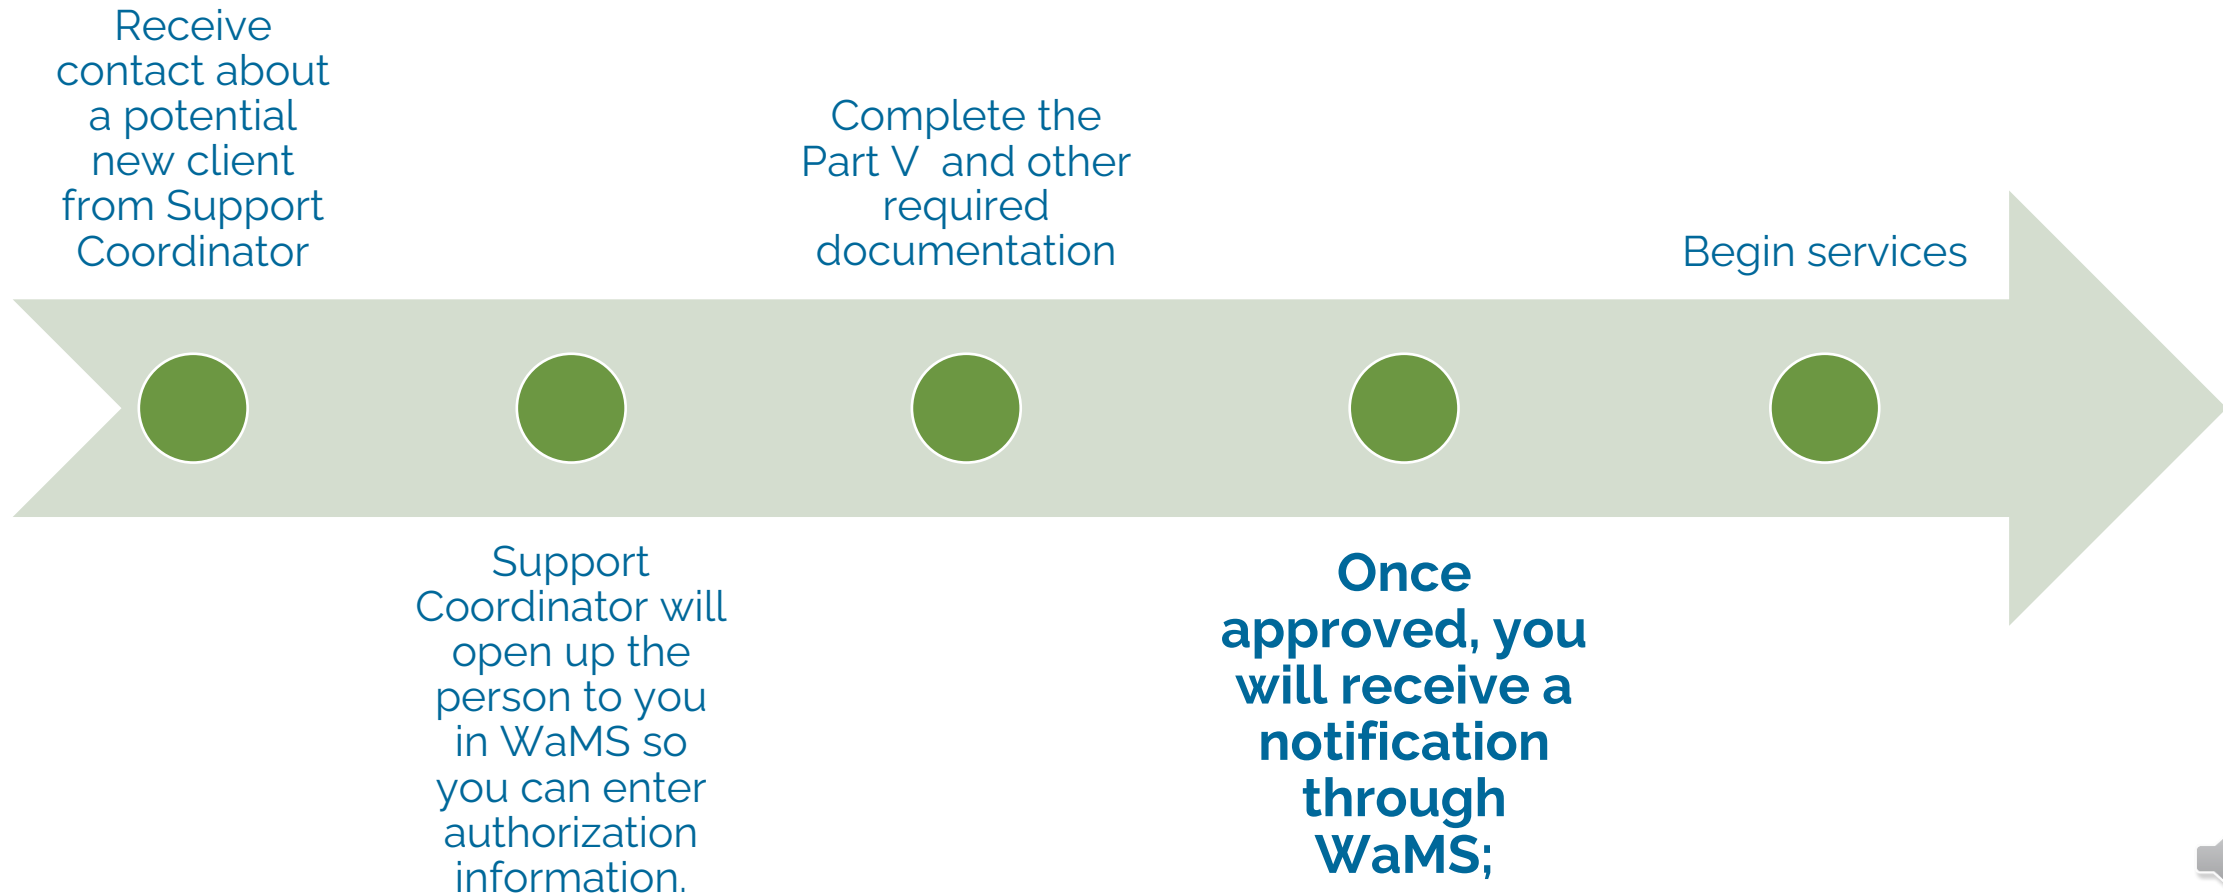 Receive
contact about
a potential
new client
from Support
Coordinator
Support
Coordinator will
open up the
person to you
in WaMS so
you can enter
authorization
information.
Complete the
Part V  and other
required
documentation
Once
approved, you
will receive a
notification
through
WaMS;
Begin services